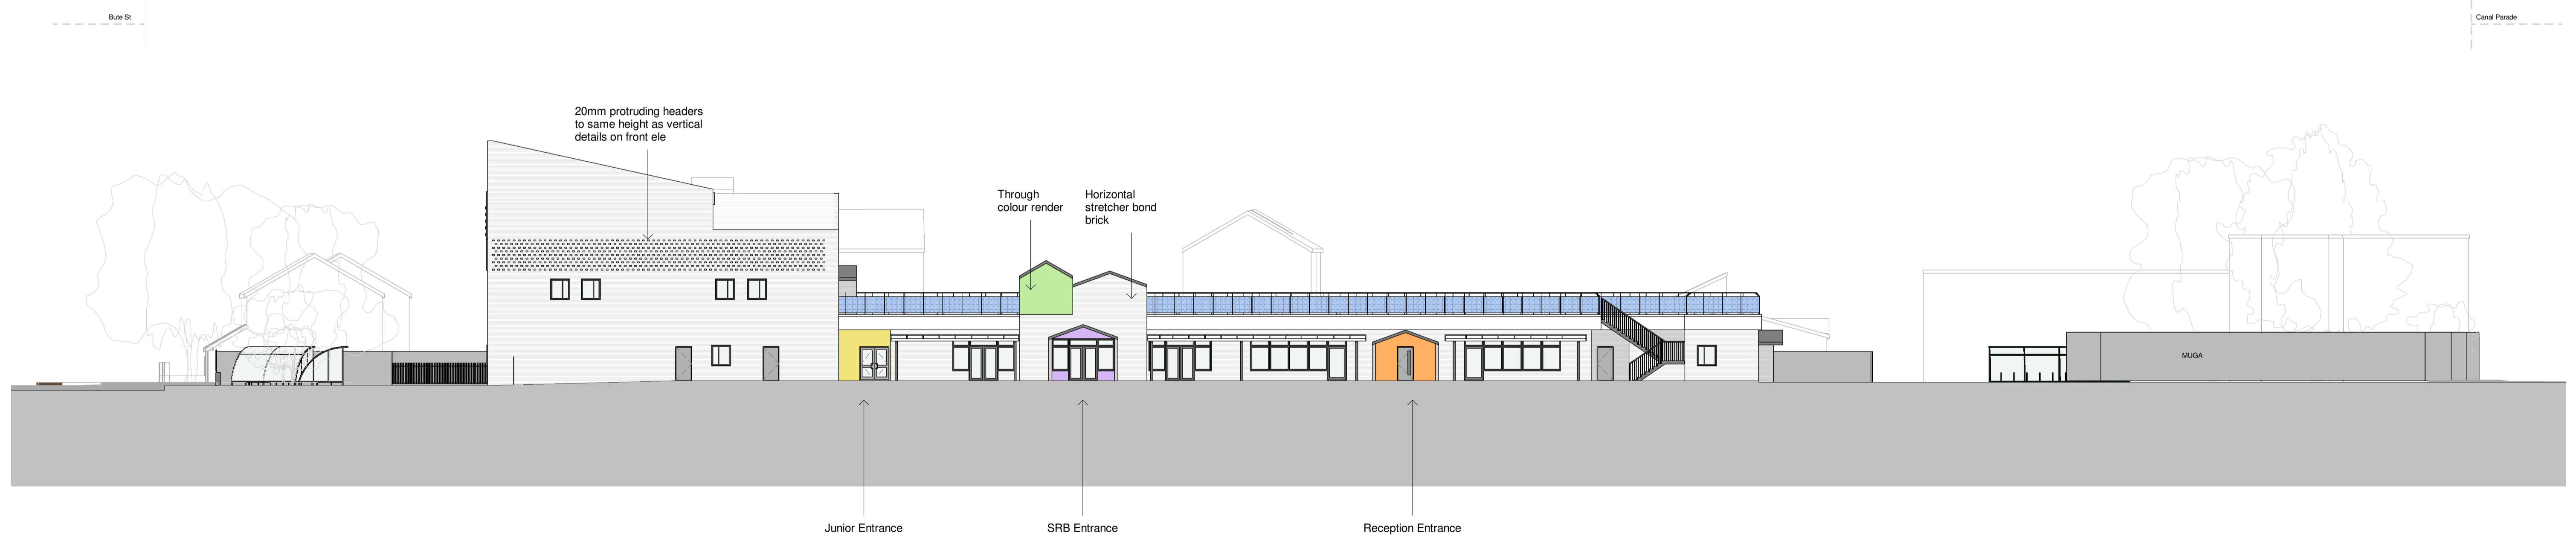 Bute St
Canal Parade
20mm protruding headers
to same height as vertical
details on front ele
Through
colour render
Horizontal
stretcher bond
brick
MUGA
Junior Entrance
SRB Entrance
Reception Entrance